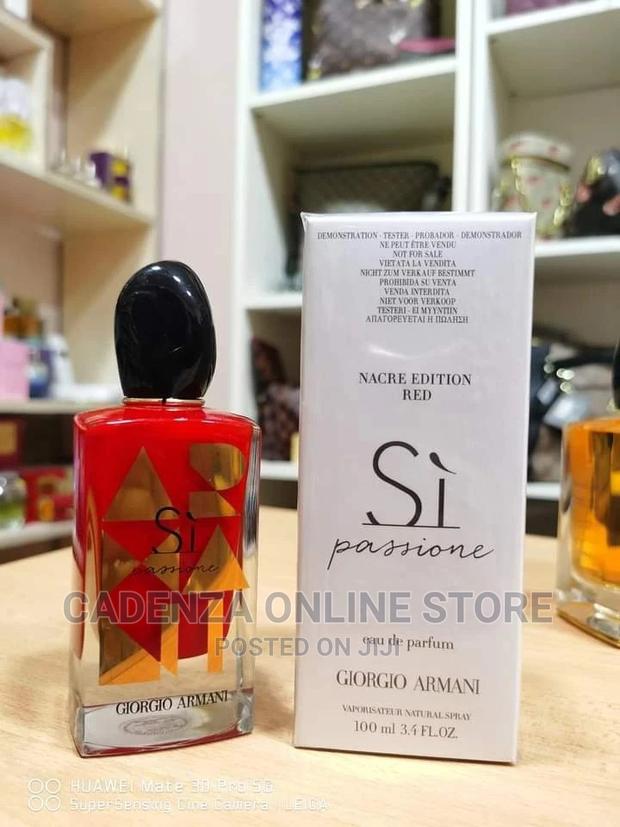 DEMONSTRATION - TESTER - PROBADOR - DEMONSTRADOR
NE PEUT ÊTRE VENDU
NOT FOR SALE
VIETATA LA VENDITA
NICHT ZUM VERKAUF BESTIMMT
PROHIBIDA SU VENTA
VENDA INTERDITA
NIET VOOR VERKOOP
TESTERI - EI MYYNTIIN
ΑΠΑΓΟΡΕΥΕΤΑΙ Η ΠΩΛΗΣΗ
NACRE EDITION
RED
Sì
passione
eau de parfum
GIORGIO ARMANI
VAPORISATEUR NATURAL SPRAY
100 ml 3.4 FL.OZ.
Sì
passione
GIORGIO ARMANI
CADENZA ONLINE STORE
POSTED ON JIJI
HUAWEI Mate 30 Pro 5G
SuperSensing Cine Camera | LEICA